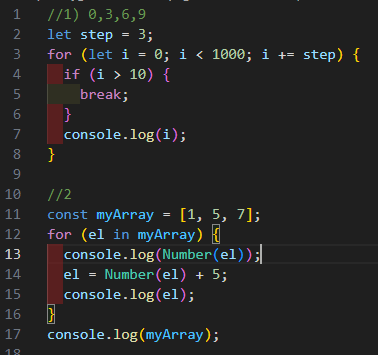 1 //1) 0,3,6,9
2 let step = 3;
3 for (let i = 0; i < 1000; i += step) {
4   if (i > 10) {
5     break;
6   }
7   console.log(i);
8 }
9
10 //2
11 const myArray = [1, 5, 7];
12 for (el in myArray) {
13   console.log(Number(el));
14   el = Number(el) + 5;
15   console.log(el);
16 }
17 console.log(myArray);